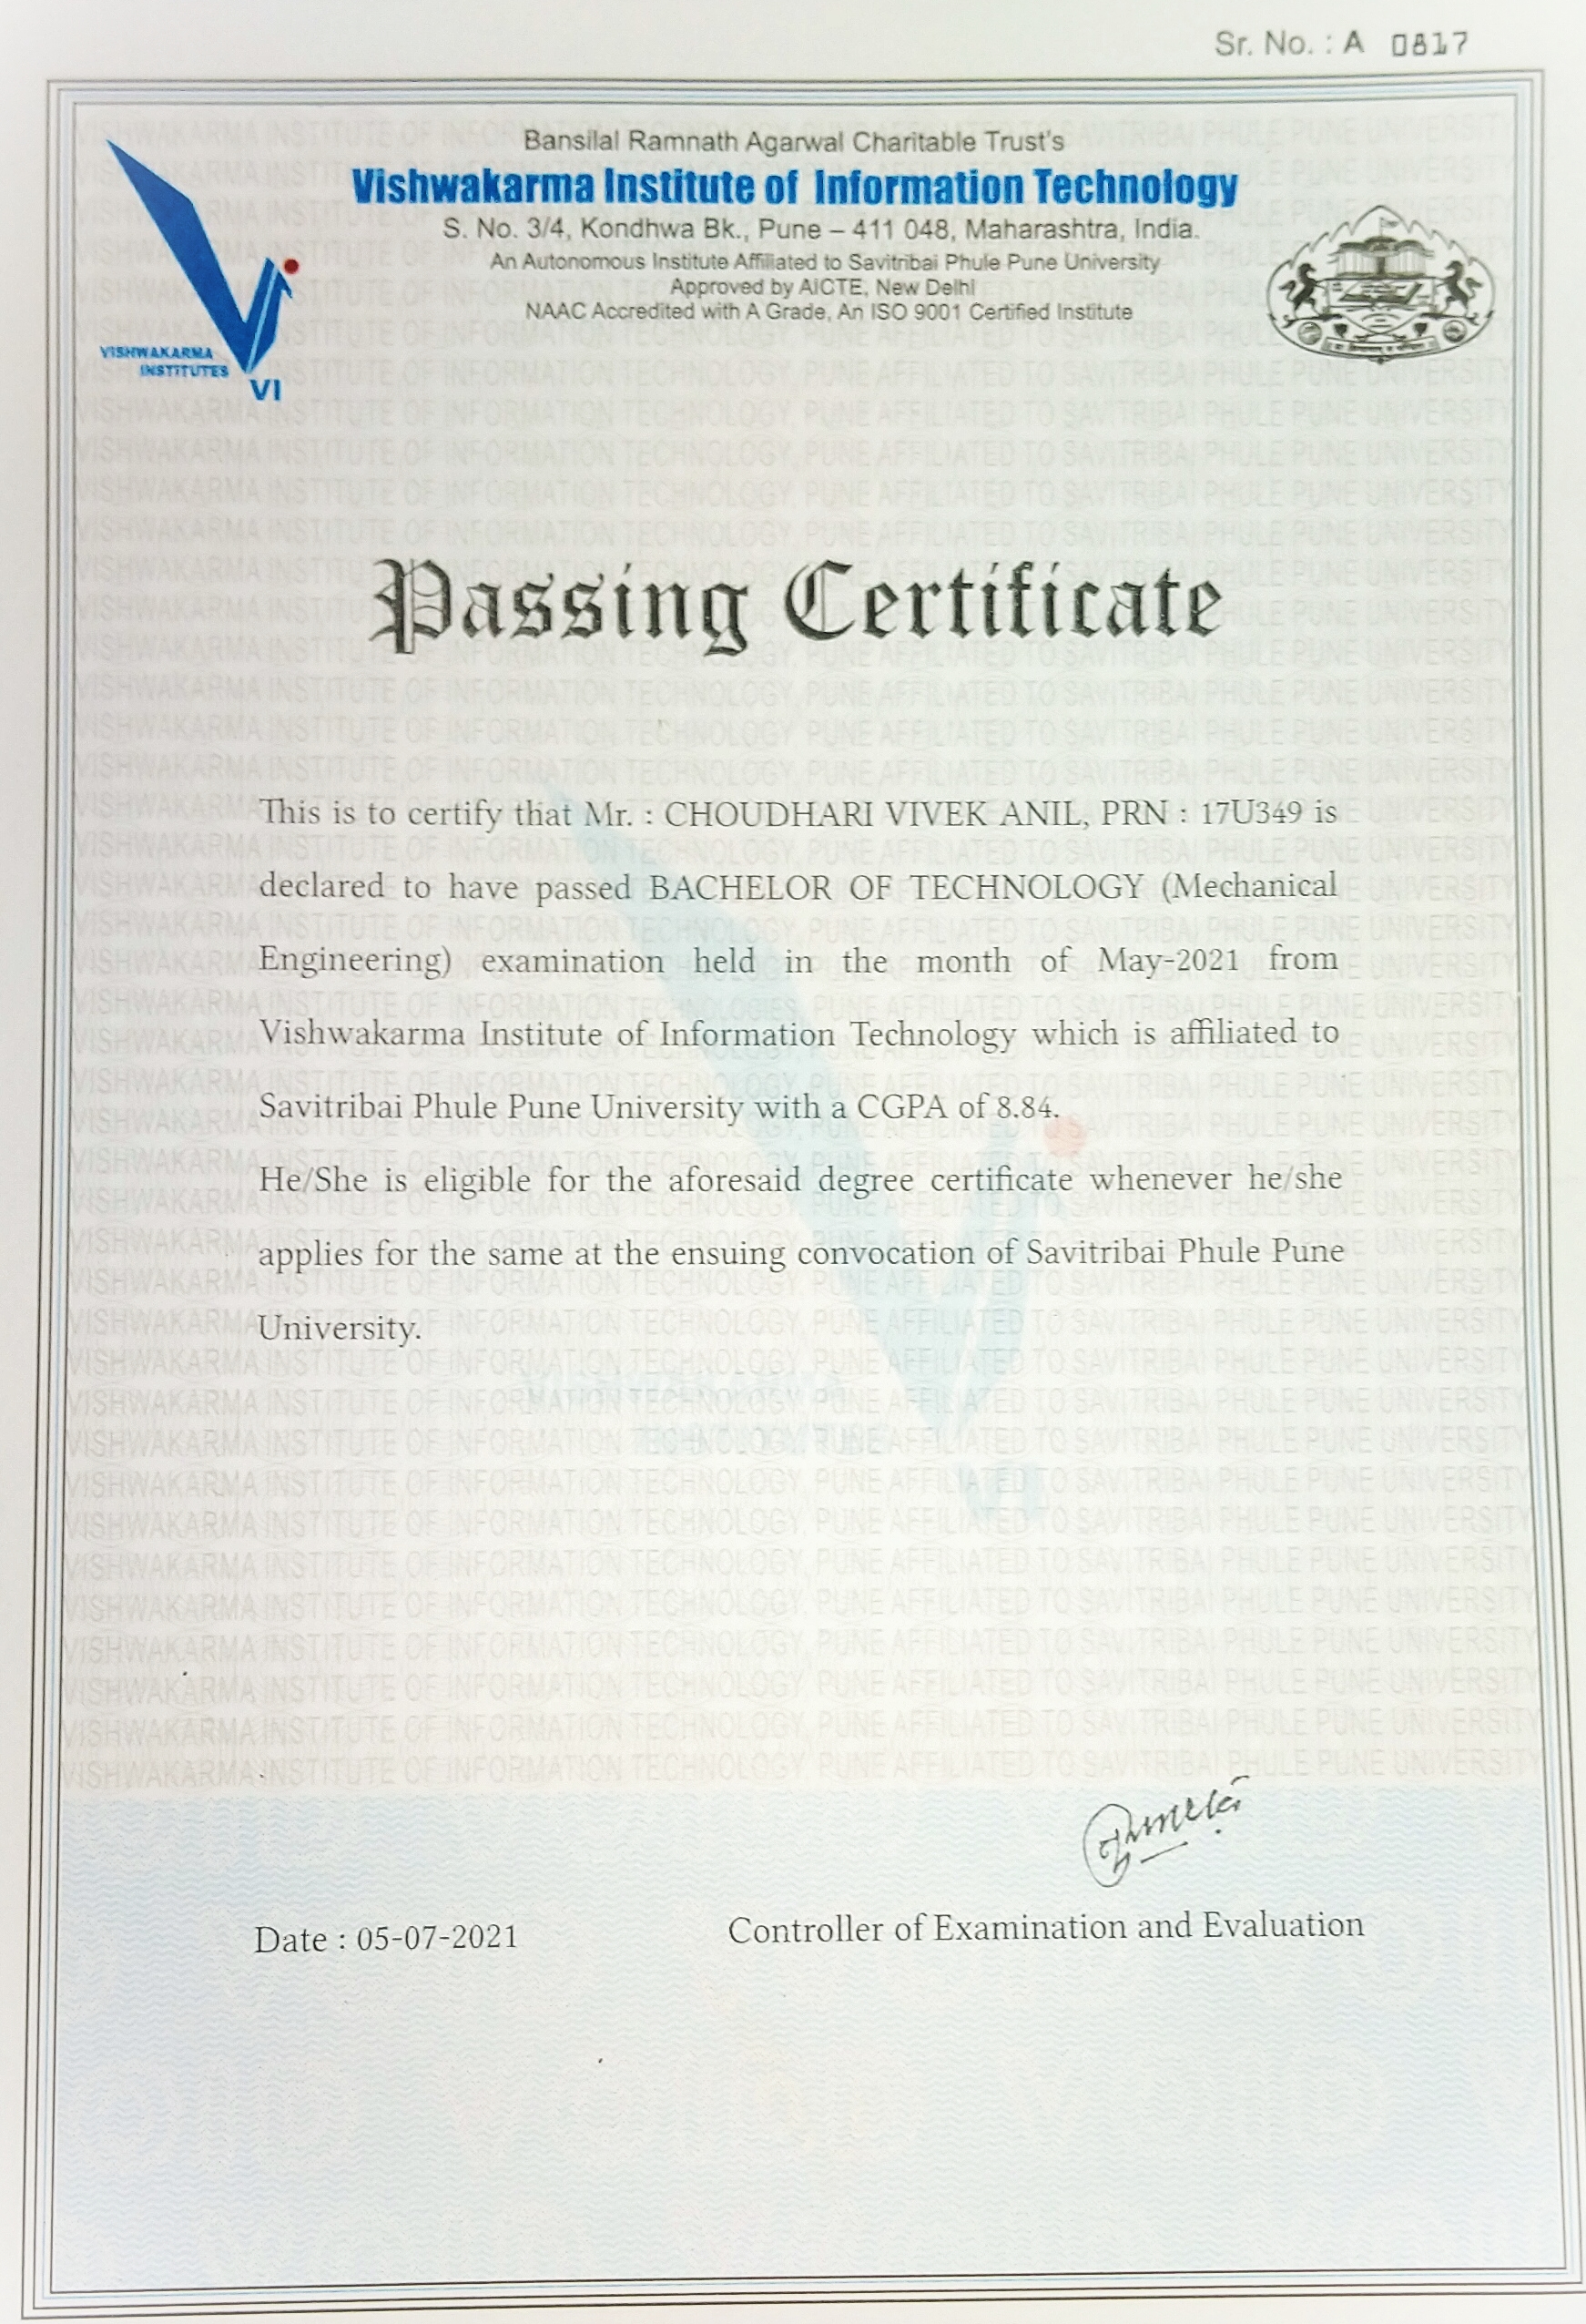 Sr. No. : A 0817
Bansilal Ramnath Agarwal Charitable Trust's
Vishwakarma Institute of Information Technology
S. No. 3/4, Kondhwa Bk., Pune – 411 048, Maharashtra, India.
An Autonomous Institute Affiliated to Savitribai Phule Pune University
Approved by AICTE, New Delhi
NAAC Accredited with A Grade, An ISO 9001 Certified Institute
VISHWAKARMA
INSTITUTES
VI
Passing Certificate
This is to certify that Mr. : CHOUDHARI VIVEK ANIL, PRN : 17U349 is
declared to have passed BACHELOR OF TECHNOLOGY (Mechanical
Engineering) examination held in the month of May-2021 from
Vishwakarma Institute of Information Technology which is affiliated to
Savitribai Phule Pune University with a CGPA of 8.84.
He/She is eligible for the aforesaid degree certificate whenever he/she
applies for the same at the ensuing convocation of Savitribai Phule Pune
University.
Date : 05-07-2021
Controller of Examination and Evaluation